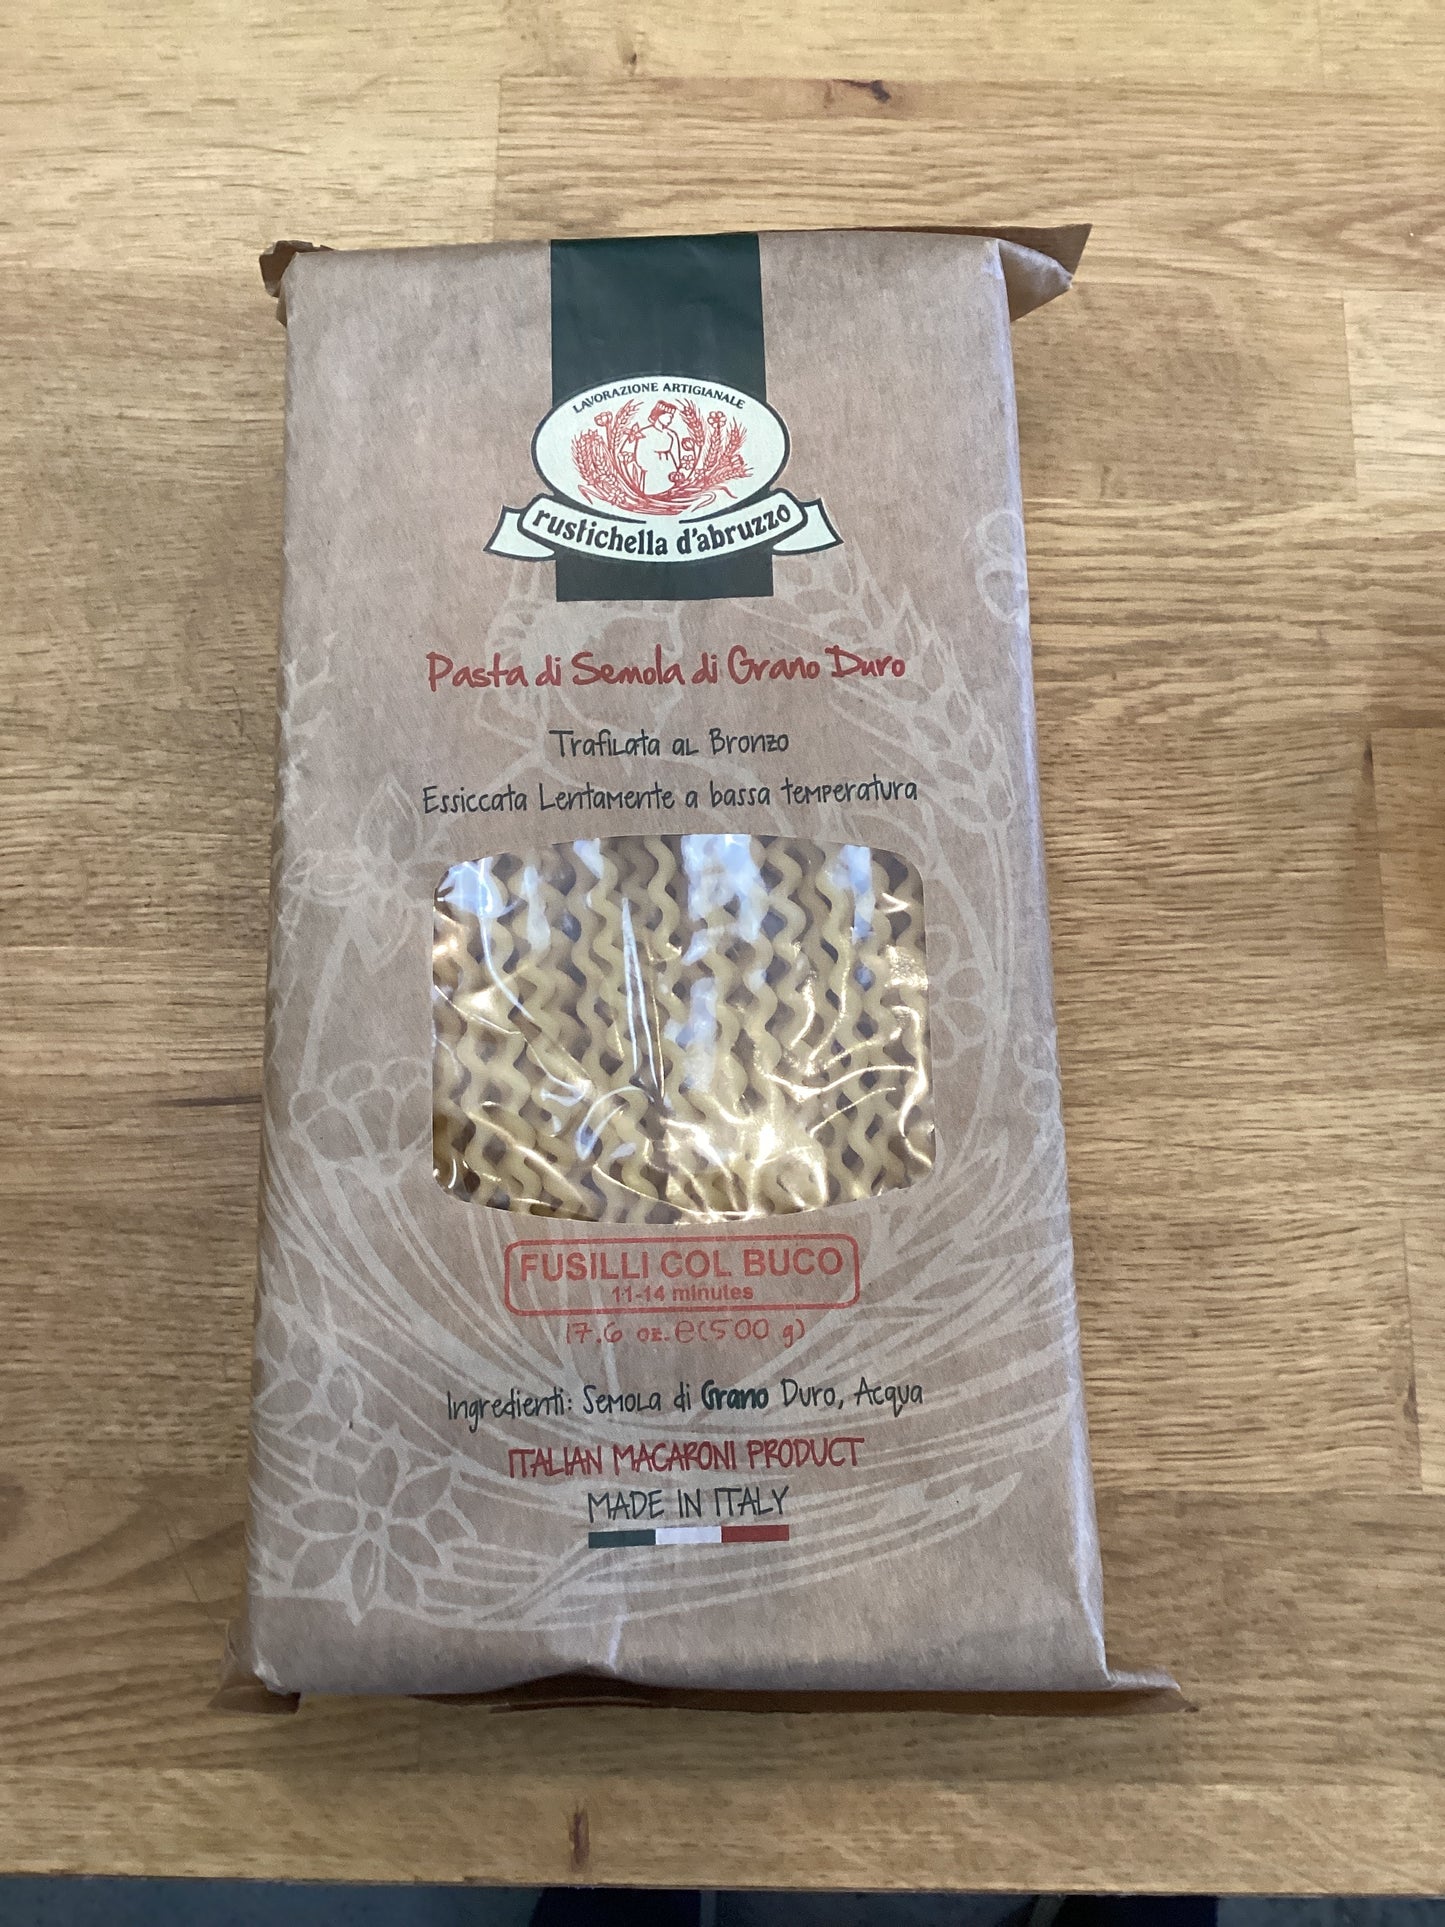 LAVORAZIONE ARTIGIANALE
rustichella d'abruzzo
Pasta di Semola di Grano Duro
Trafilata al Bronzo
Essiccata Lentamente a bassa temperatura
FUSILLI COL BUCO
11-14 minutes
17.6 oz. ℮(500 g)
Ingredienti: Semola di Grano Duro, Acqua
ITALIAN MACARONI PRODUCT
MADE IN ITALY